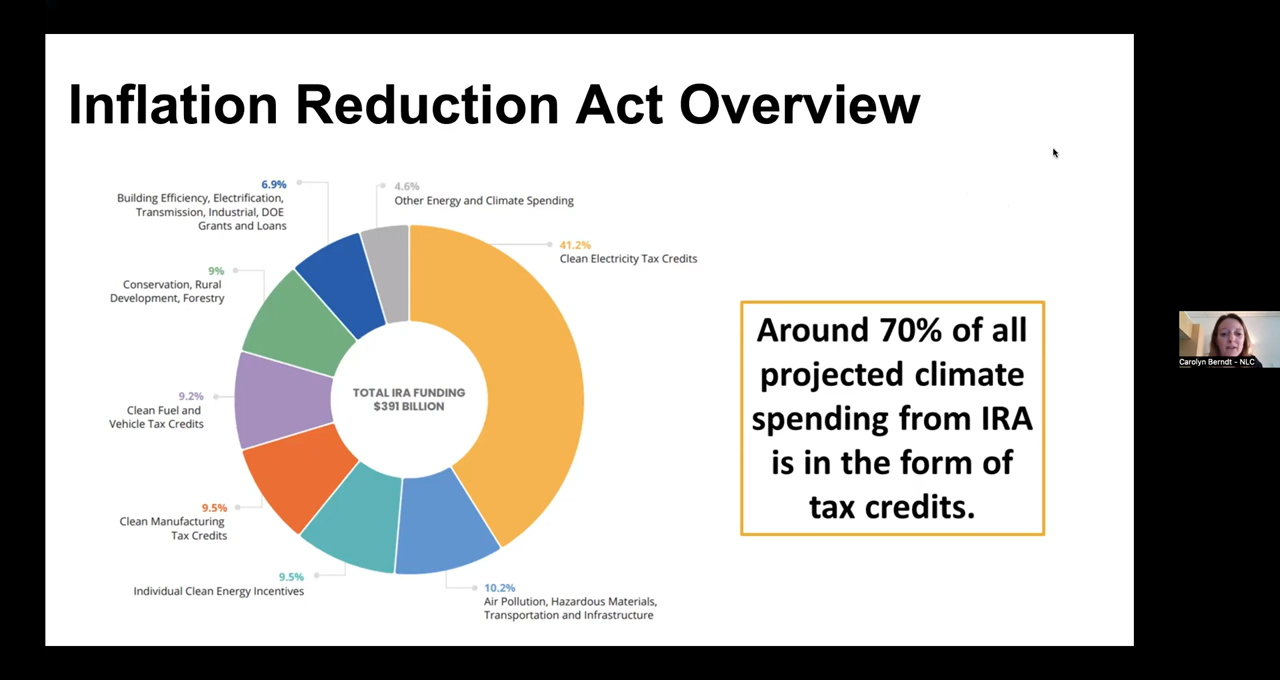 Inflation Reduction Act Overview
6.9%
Building Efficiency, Electrification,
Transmission, Industrial, DOE
Grants and Loans
4.6%
Other Energy and Climate Spending
41.2%
Clean Electricity Tax Credits
9%
Conservation, Rural
Development, Forestry
9.2%
Clean Fuel and
Vehicle Tax Credits
9.5%
Clean Manufacturing
Tax Credits
9.5%
Individual Clean Energy Incentives
10.2%
Air Pollution, Hazardous Materials,
Transportation and Infrastructure
TOTAL IRA FUNDING
$391 BILLION
Around 70% of all
projected climate
spending from IRA
is in the form of
tax credits.
Carolyn Berndt - NLC